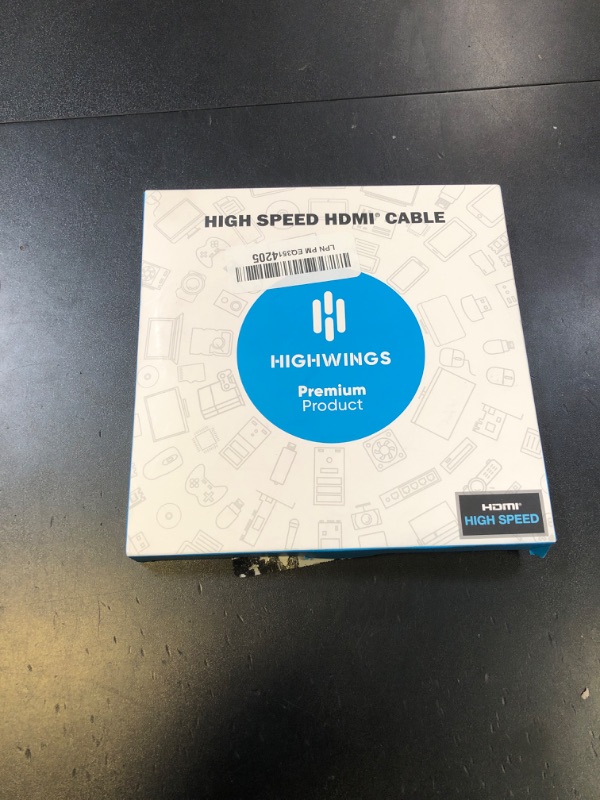 HIGH SPEED HDMI® CABLE
LPN PM EQ3514205
HIGHWINGS
Premium
Product
HDMI®
HIGH SPEED